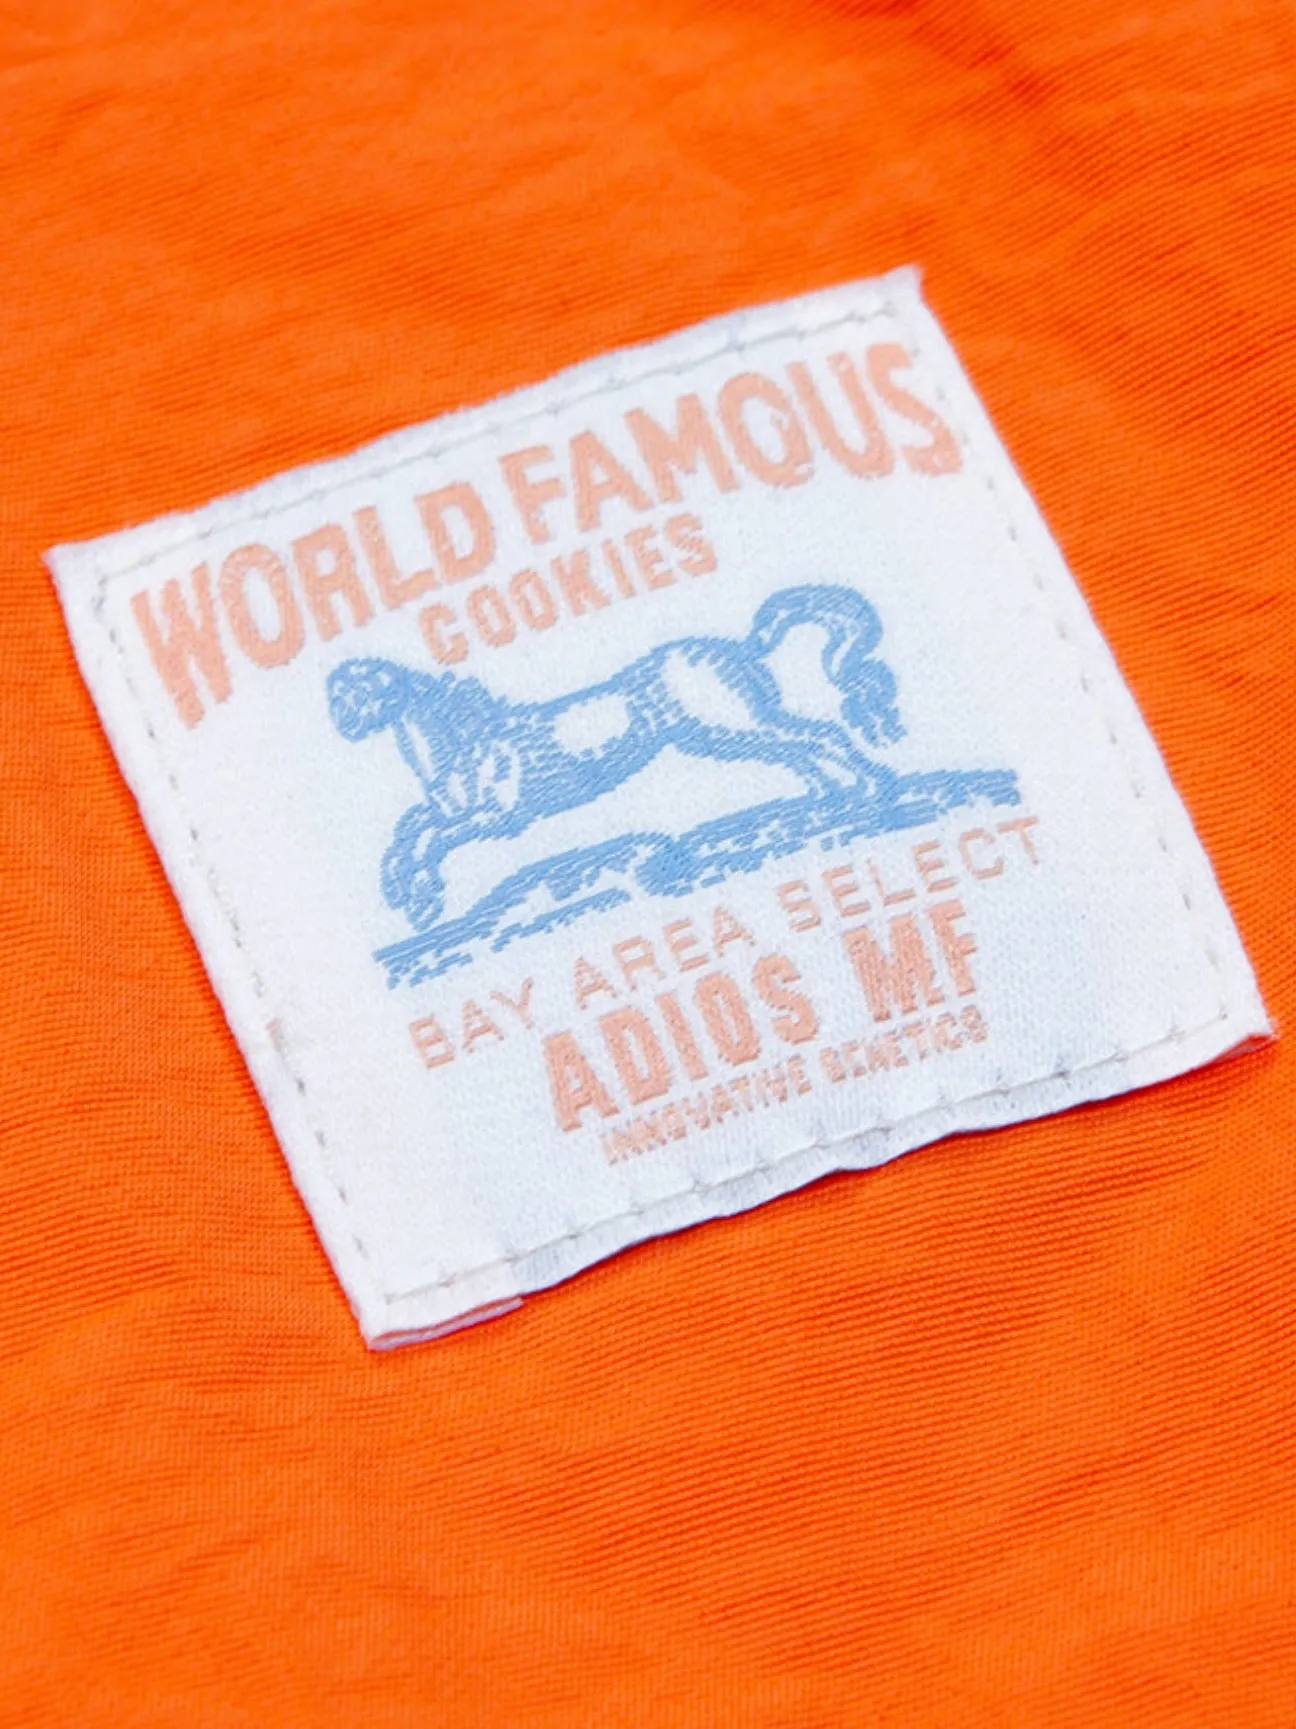 WORLD FAMOUS
COOKIES
BAY AREA SELECT
ADIOS MF
INNOVATIVE GENETICS